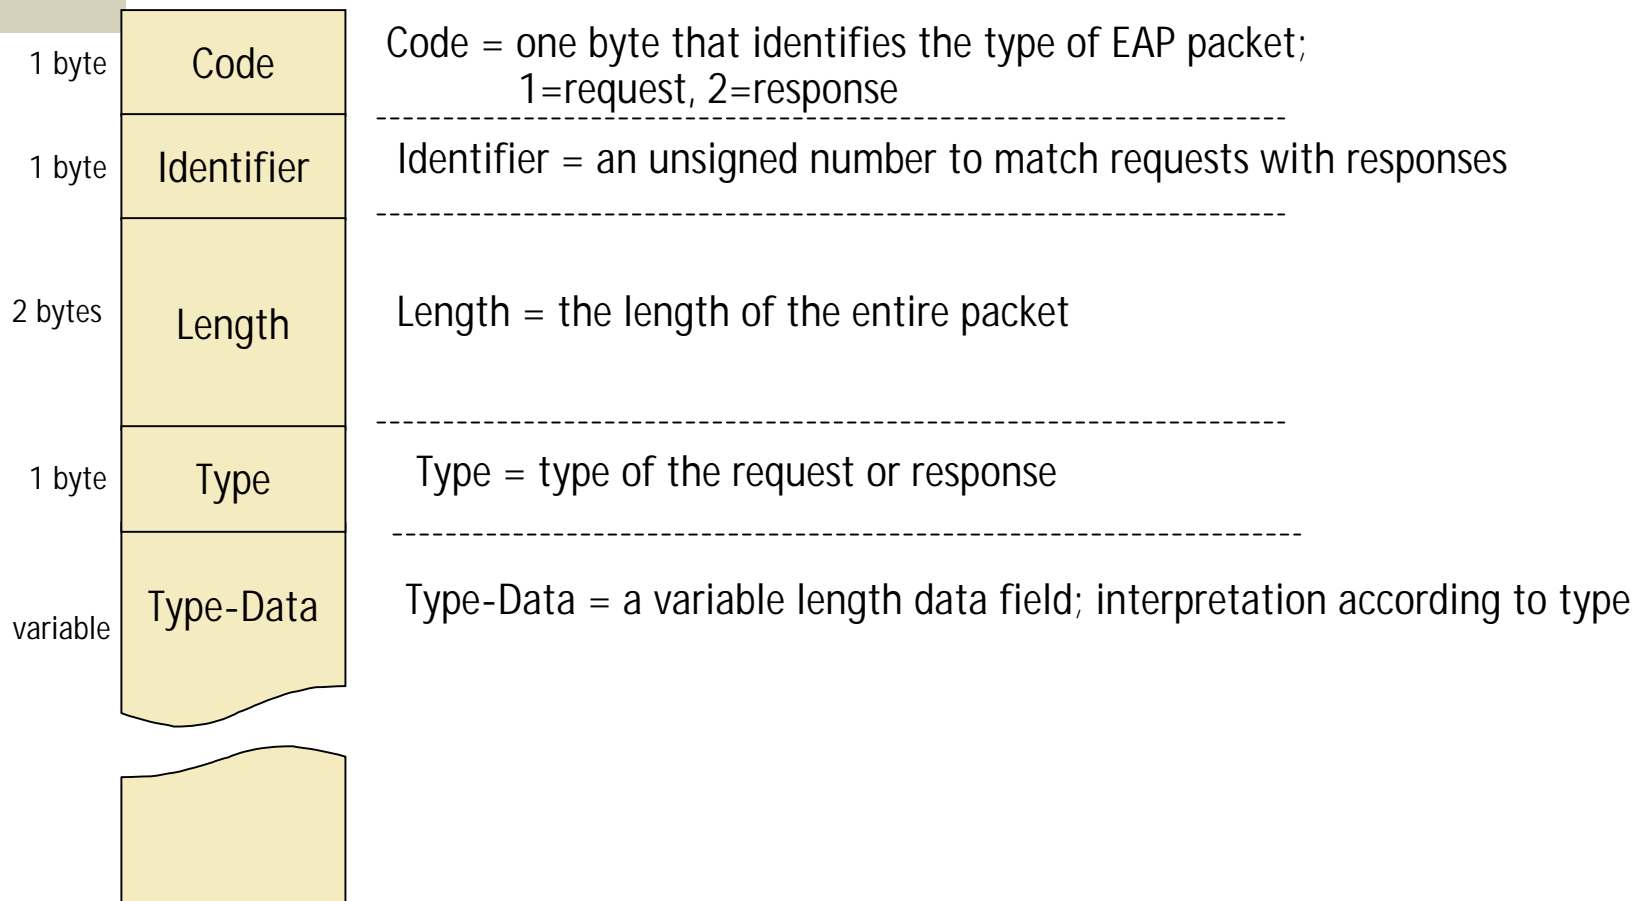 1 byte
Code
Code = one byte that identifies the type of EAP packet;
1=request, 2=response
1 byte
Identifier
Identifier = an unsigned number to match requests with responses
2 bytes
Length
Length = the length of the entire packet
1 byte
Type
Type = type of the request or response
variable
Type-Data
Type-Data = a variable length data field; interpretation according to type